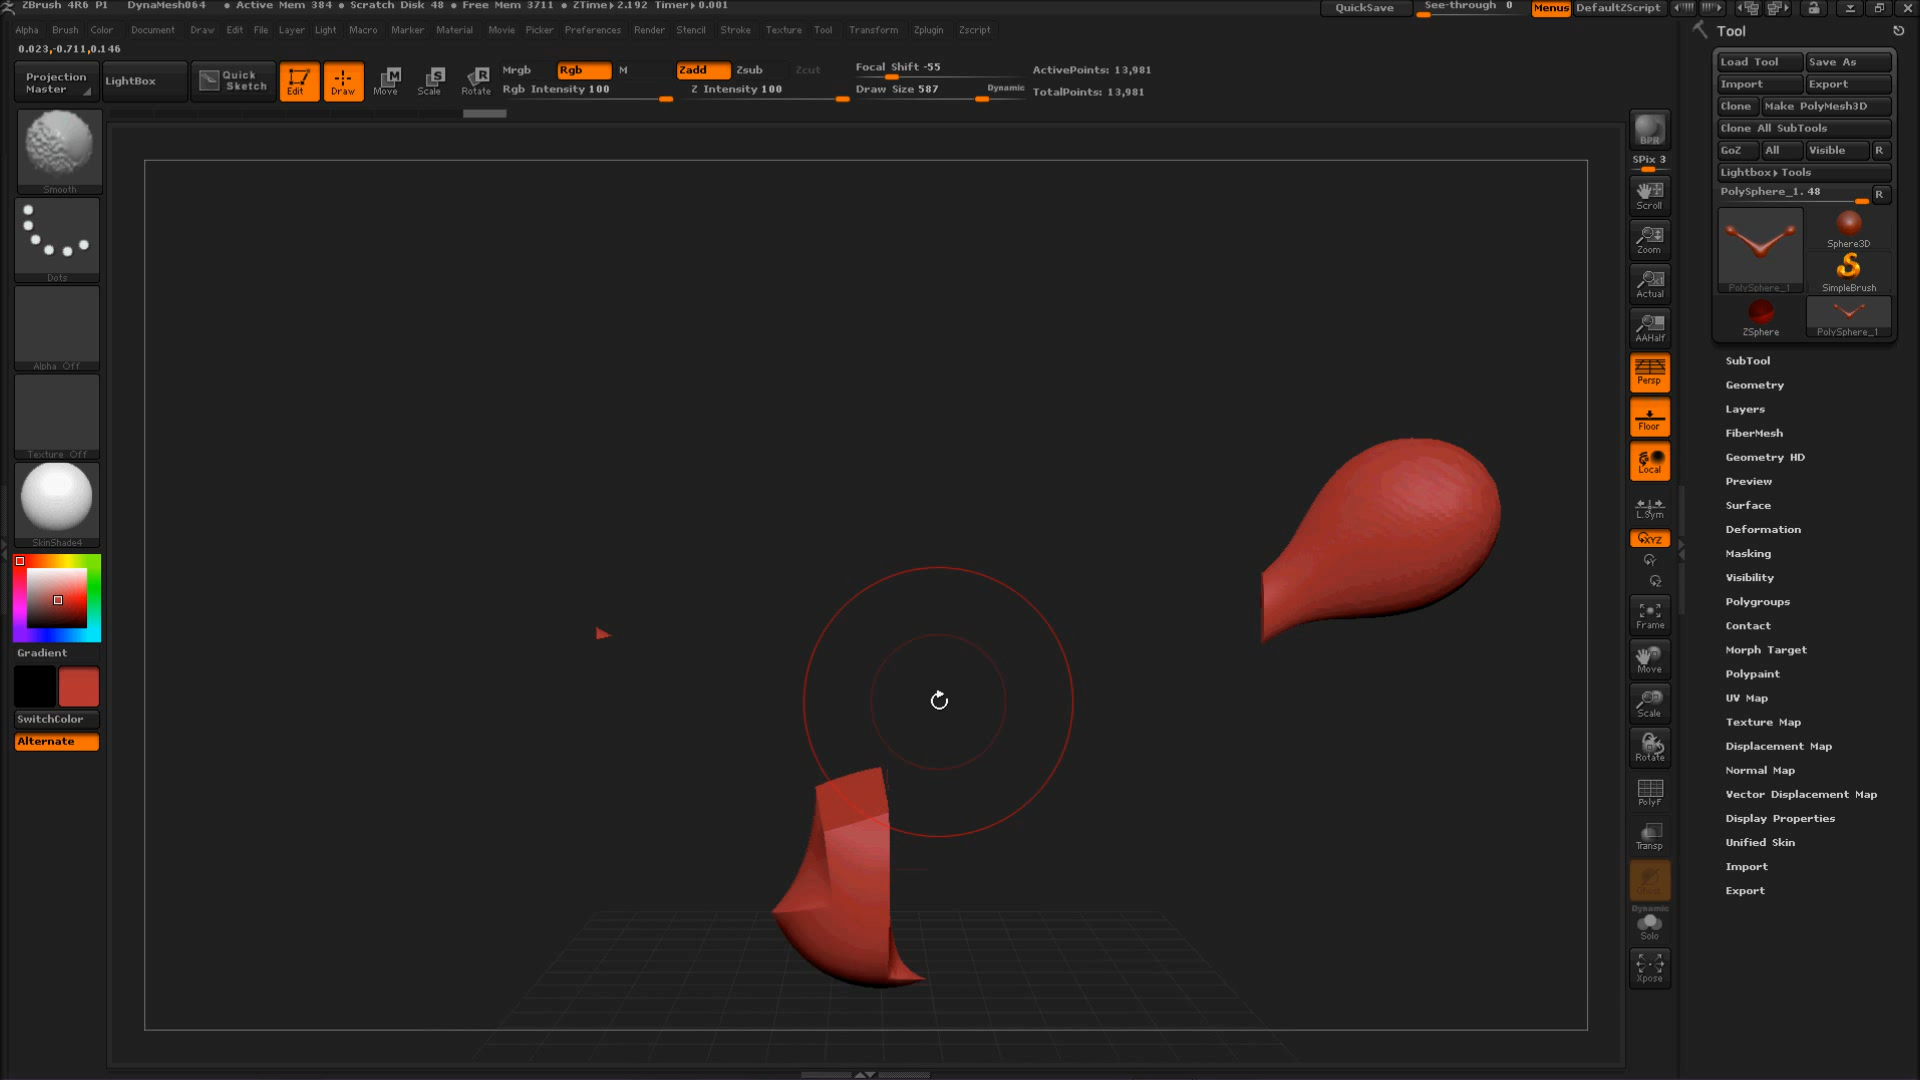 ZBrush 4R6 P1 DynaMesh064 • Active Mem 384 • Scratch Disk 48 • Free Mem 3711 • ZTime▸2.192 Timer▸0.001 QuickSave See-through 0 Menus DefaultZScript
Alpha Brush Color Document Draw Edit File Layer Light Macro Marker Material Movie Picker Preferences Render Stencil Stroke Texture Tool Transform Zplugin Zscript
0.023,-0.711,0.146
Projection Master
LightBox
Quick Sketch
Edit
Draw
Move
Scale
Rotate
Mrgb Rgb M
Rgb Intensity 100
Zadd Zsub Zcut
Z Intensity 100
Focal Shift -55
Draw Size 587 Dynamic
ActivePoints: 13,981
TotalPoints: 13,981
Smooth
Dots
Alpha Off
Texture Off
SkinShade4
Gradient
SwitchColor
Alternate
BPR
SPix 3
Scroll
Zoom
Actual
AAHalf
Persp
Floor
Local
L.Sym
XYZ
Y
Z
Frame
Move
Scale
Rotate
PolyF
Transp
Ghost
Dynamic
Solo
Xpose
Tool
Load Tool Save As
Import Export
Clone Make PolyMesh3D
Clone All SubTools
GoZ All Visible R
Lightbox▸Tools
PolySphere_1. 48 R
PolySphere_1
Sphere3D
SimpleBrush
ZSphere
PolySphere_1
SubTool
Geometry
Layers
FiberMesh
Geometry HD
Preview
Surface
Deformation
Masking
Visibility
Polygroups
Contact
Morph Target
Polypaint
UV Map
Texture Map
Displacement Map
Normal Map
Vector Displacement Map
Display Properties
Unified Skin
Import
Export